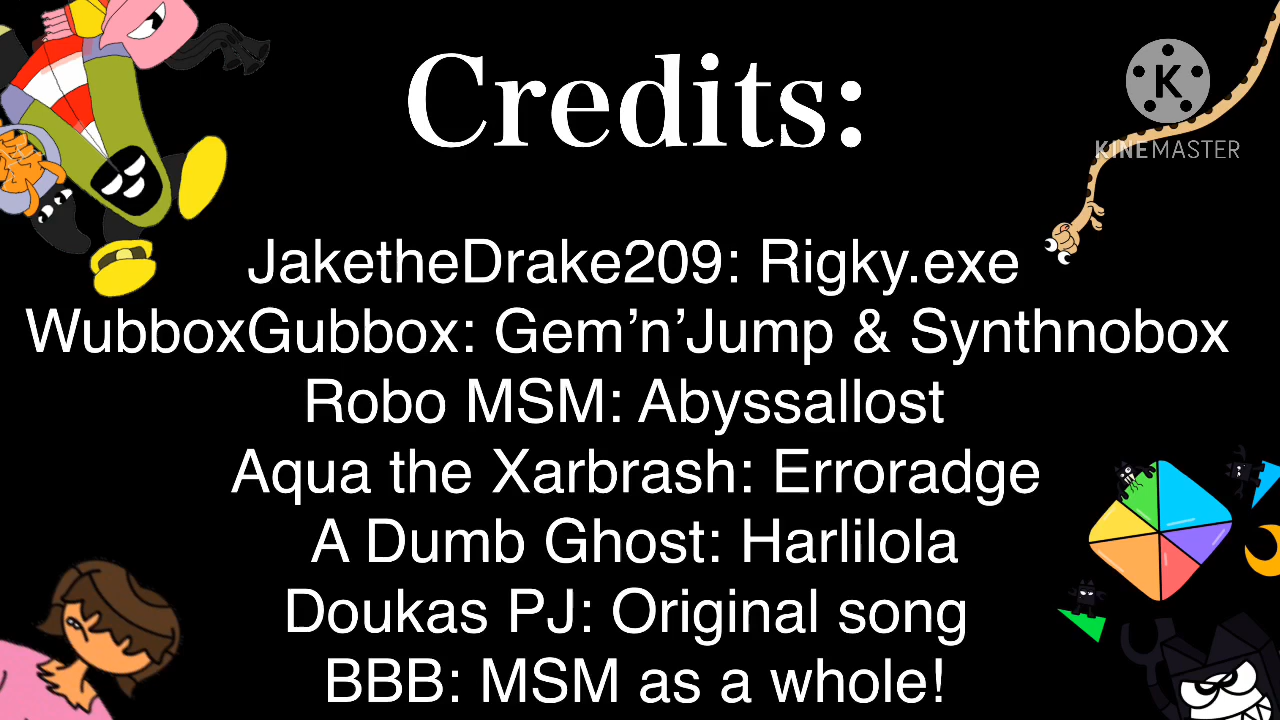 Credits:
K
KINEMASTER
JaketheDrake209: Rigky.exe
WubboxGubbox: Gem’n’Jump & Synthnobox
Robo MSM: Abyssallost
Aqua the Xarbrash: Erroradge
A Dumb Ghost: Harlilola
Doukas PJ: Original song
BBB: MSM as a whole!